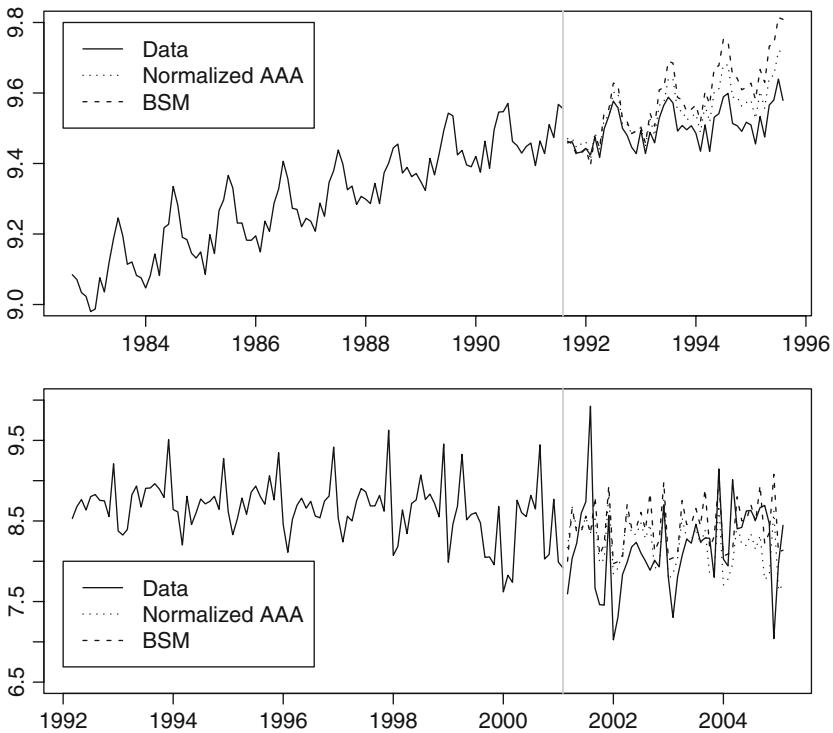 9.8
9.6
9.4
9.2
9.0
Data
Normalized AAA
BSM
1984 1986 1988 1990 1992 1994 1996
9.5
8.5
7.5
6.5
Data
Normalized AAA
BSM
1992 1994 1996 1998 2000 2002 2004